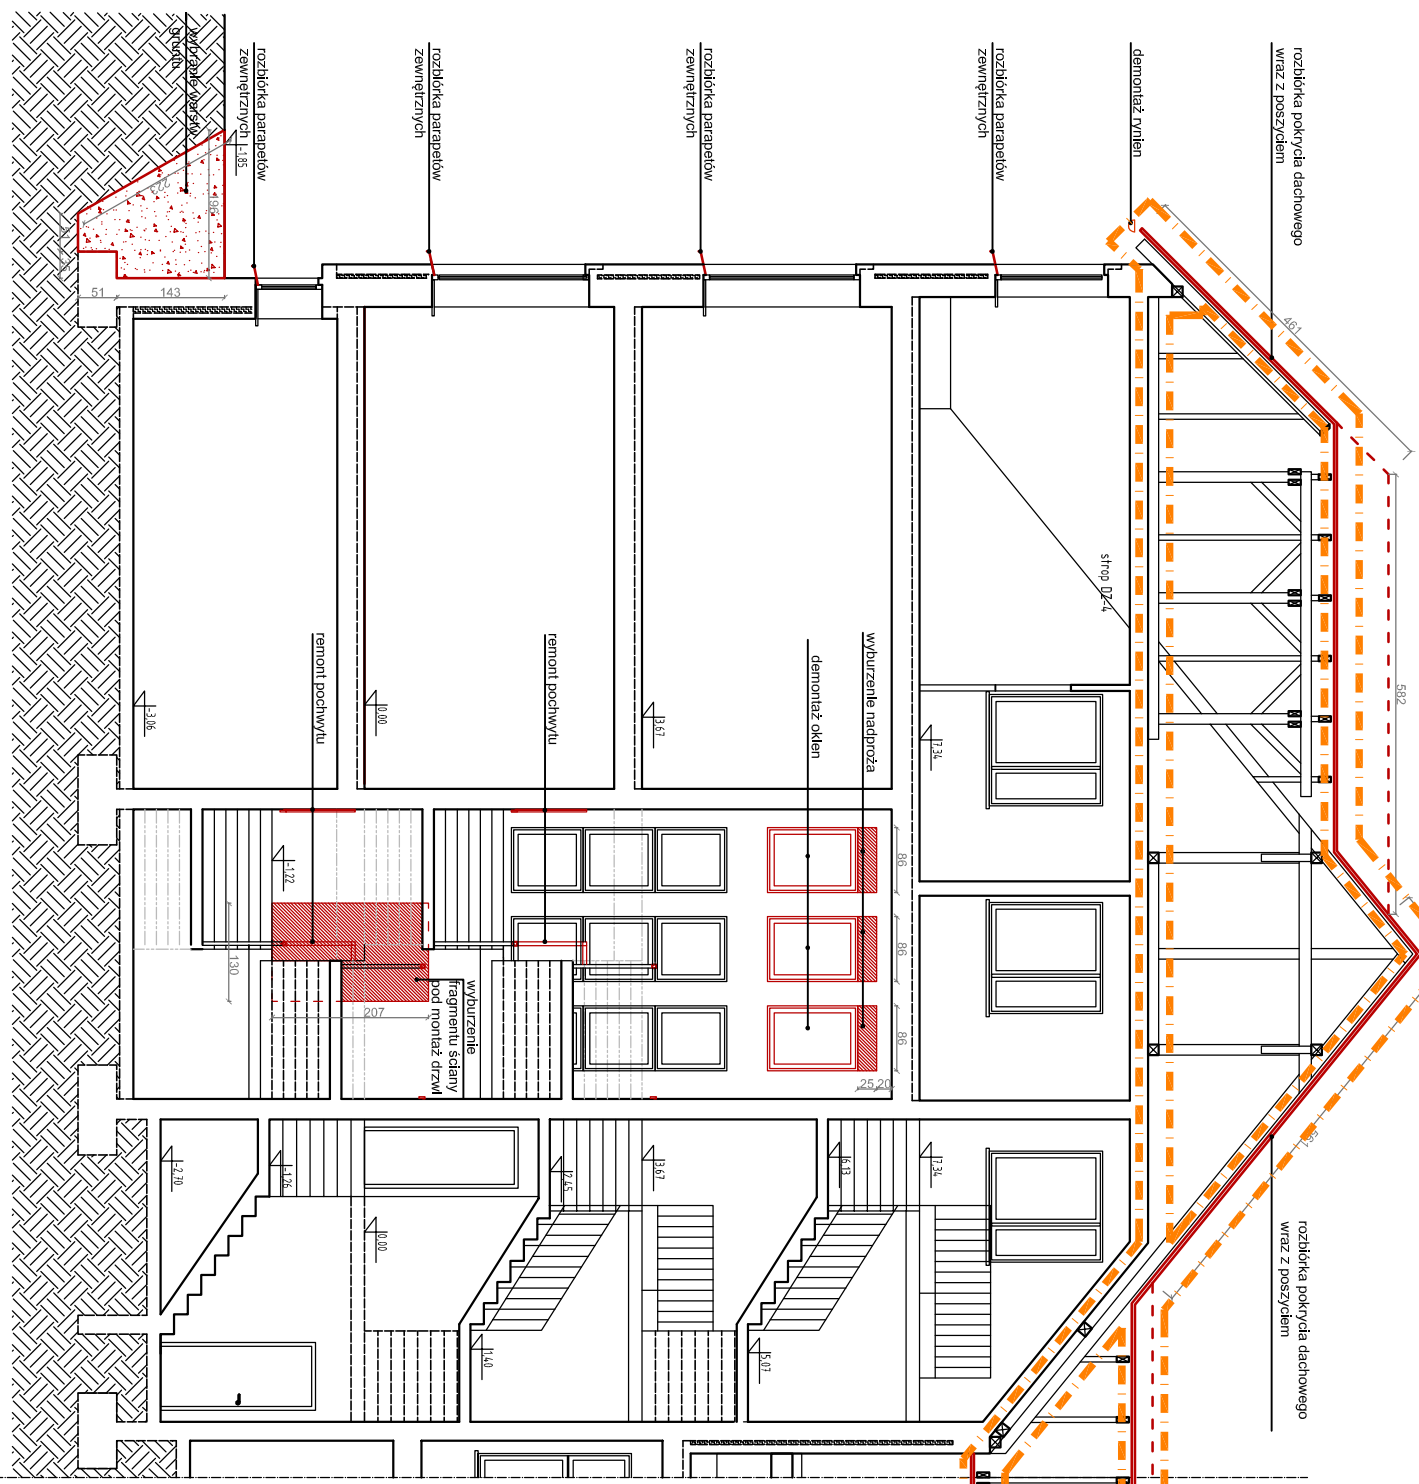 rozbiórka pokrycia dachowego
wraz z poszyciem
demontaż rynien
rozbiórka parapetów
zewnętrznych
rozbiórka parapetów
zewnętrznych
rozbiórka parapetów
zewnętrznych
rozbiórka parapetów
zewnętrznych
wybranie warstw
gruntu
-1,85
196
223
51
143
461
582
strop DZ-4
wyburzenie nadproża
demontaż okien
remont pochwytu
remont pochwytu
7,34
3,67
0,00
-3,06
-1,22
86
86
86
25
20
130
207
wyburzenie
fragmentu ściany
pod montaż drzwi
561
7,34
6,13
3,67
2,45
0,00
-1,26
-2,70
5,07
1,40
rozbiórka pokrycia dachowego
wraz z poszyciem